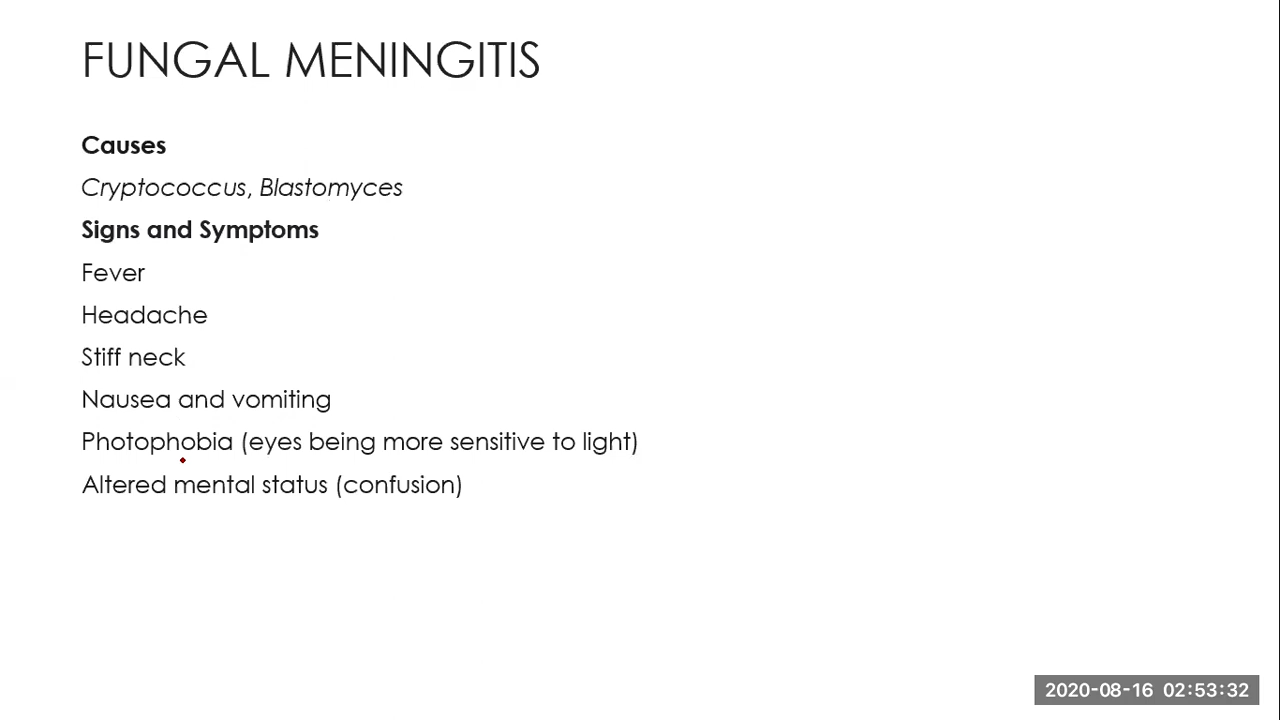 FUNGAL MENINGITIS
Causes
Cryptococcus, Blastomyces
Signs and Symptoms
Fever
Headache
Stiff neck
Nausea and vomiting
Photophobia (eyes being more sensitive to light)
Altered mental status (confusion)
2020-08-16 02:53:32